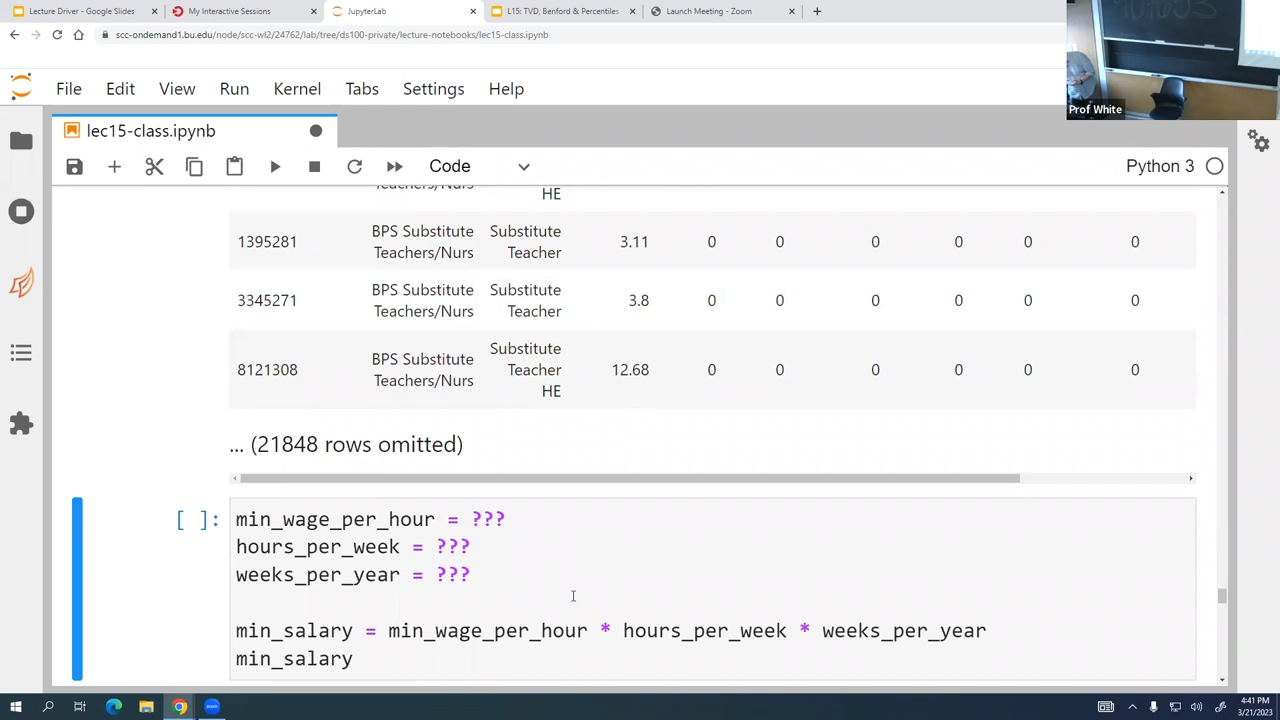 Lecture Driver - Google Slides
My Interactive Sessions
JupyterLab
L15: TVD, Benford & Percentiles
Launch Meeting - Zoom
scc-ondemand1.bu.edu/node/scc-wl2/24762/lab/tree/ds100-private/lecture-notebooks/lec15-class.ipynb
File Edit View Run Kernel Tabs Settings Help
Prof White
lec15-class.ipynb
Code
Python 3
Teachers/Nurs
HE
1395281 BPS Substitute Teachers/Nurs Substitute Teacher 3.11 0 0 0 0 0 0
3345271 BPS Substitute Teachers/Nurs Substitute Teacher 3.8 0 0 0 0 0 0
8121308 BPS Substitute Teachers/Nurs Substitute Teacher HE 12.68 0 0 0 0 0 0
... (21848 rows omitted)
[ ]: min_wage_per_hour = ???
hours_per_week = ???
weeks_per_year = ???
min_salary = min_wage_per_hour * hours_per_week * weeks_per_year
min_salary
4:41 PM
3/21/2023